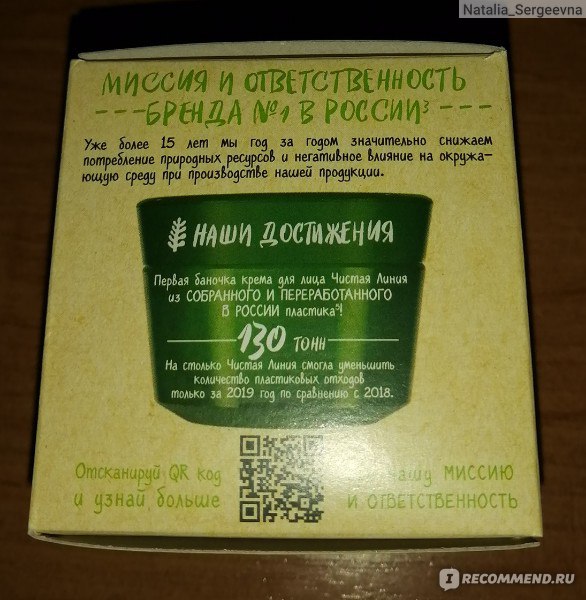 Natalia_Sergeevna
МИССИЯ И ОТВЕТСТВЕННОСТЬ
---БРЕНДА №1 В РОССИИ³---
Уже более 15 лет мы год за годом значительно снижаем
потребление природных ресурсов и негативное влияние на окружа-
ющую среду при производстве нашей продукции.
НАШИ ДОСТИЖЕНИЯ
Первая баночка крема для лица Чистая Линия
из СОБРАННОГО И ПЕРЕРАБОТАННОГО
В РОССИИ пластика⁵!
130 ТОНН
На столько Чистая Линия смогла уменьшить
количество пластиковых отходов
только за 2019 год по сравнению с 2018.
Отсканируй QR код нашу МИССИЮ
и узнай больше И ОТВЕТСТВЕННОСТЬ
I RECOMMEND.RU